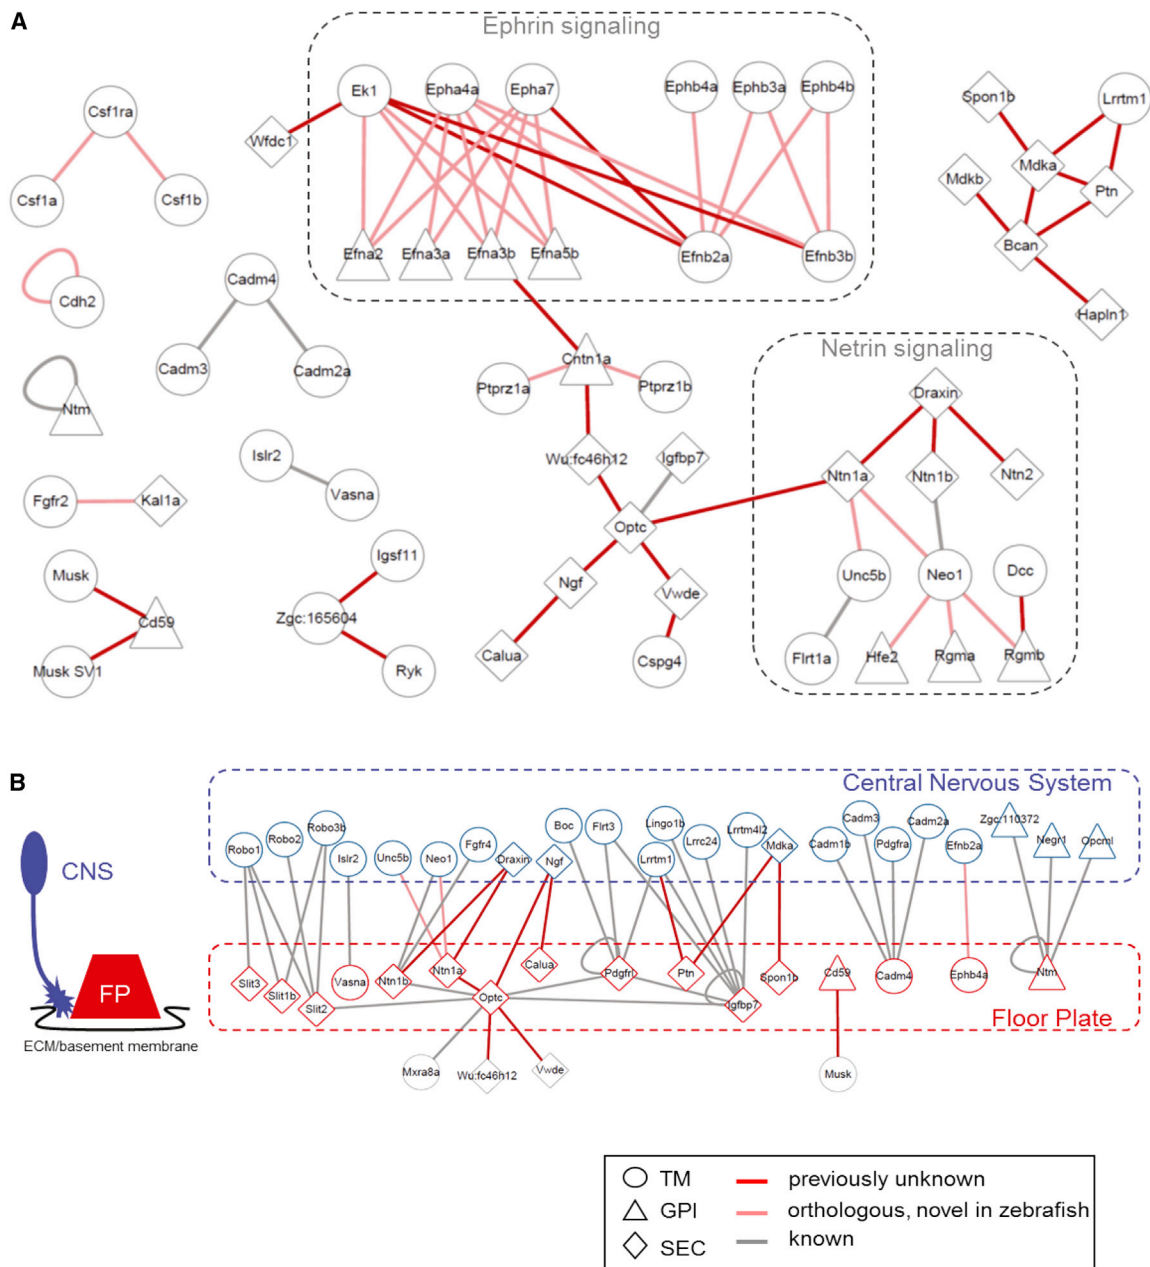 A
Ephrin signaling
Ek1
Epha4a
Epha7
Ephb4a
Ephb3a
Ephb4b
Spon1b
Lrrtm1
Csf1ra
Wfdc1
Mdka
Mdkb
Ptn
Csf1a
Csf1b
Efna2
Efna3a
Efna3b
Efna5b
Efnb2a
Efnb3b
Bcan
Cdh2
Cadm4
Hapln1
Cadm3
Cadm2a
Cntn1a
Ptprz1a
Ptprz1b
Netrin signaling
Draxin
Ntm
Islr2
Vasna
Wu:fc46h12
Igfbp7
Ntn1a
Ntn1b
Ntn2
Fgfr2
Kal1a
Optc
Musk
Igsf11
Ngf
Vwde
Unc5b
Neo1
Dcc
Cd59
Zgc:165604
Musk SV1
Ryk
Calua
Cspg4
Flrt1a
Hfe2
Rgma
Rgmb
B
Central Nervous System
CNS
Robo1
Robo2
Robo3b
Islr2
Unc5b
Neo1
Fgfr4
Draxin
Ngf
Boc
Flrt3
Lingo1b
Lrrtm1
Lrrc24
Lrrtm4l2
Mdka
Cadm1b
Cadm3
Pdgfra
Cadm2a
Efnb2a
Zgc:110372
Negr1
Opcml
FP
ECM/basement membrane
Slit3
Slit1b
Slit2
Vasna
Ntn1b
Ntn1a
Optc
Calua
Pdgfrl
Ptn
Igfbp7
Spon1b
Cd59
Cadm4
Ephb4a
Ntm
Floor Plate
Mxra8a
Wu:fc46h12
Vwde
Musk
TM
previously unknown
GPI
orthologous, novel in zebrafish
SEC
known